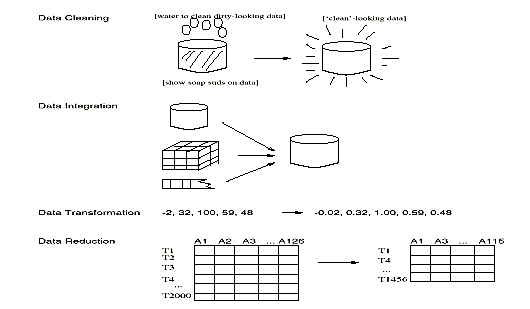 Data Cleaning
[water to clean dirty-looking data]
['clean'-looking data]
[show soap suds on data]
Data Integration
Data Transformation
-2, 32, 100, 59, 48
-0.02, 0.32, 1.00, 0.59, 0.48
Data Reduction
A1 A2 A3 ... A126
T1
T2
T3
T4
...
T2000
A1 A3 ... A115
T1
T4
...
T1456